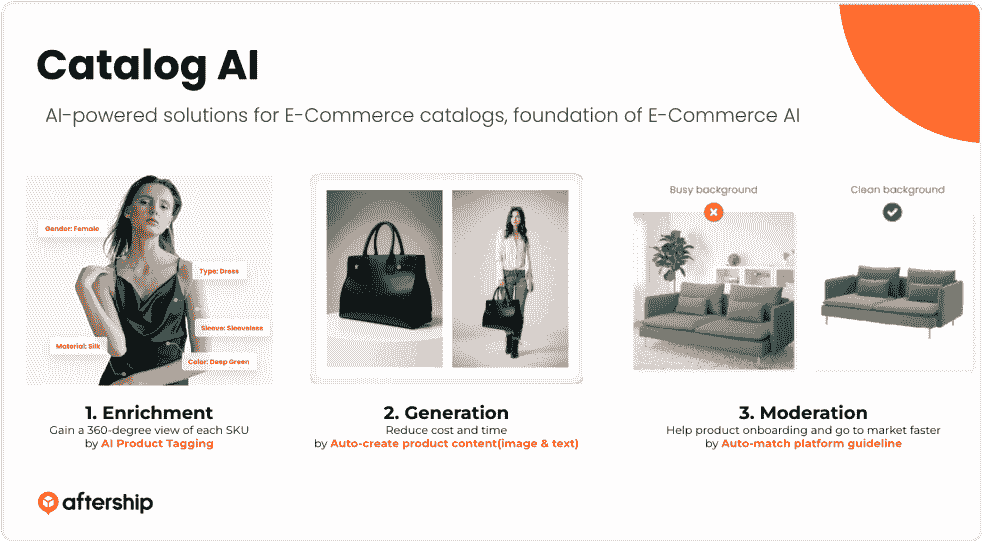 Catalog AI
AI-powered solutions for E-Commerce catalogs, foundation of E-Commerce AI
Gender: Female
Type: Dress
Sleeve: Sleeveless
Material: Silk
Color: Deep Green
Busy background
Clean background
1. Enrichment
Gain a 360-degree view of each SKU
by AI Product Tagging
2. Generation
Reduce cost and time
by Auto-create product content(image & text)
3. Moderation
Help product onboarding and go to market faster
by Auto-match platform guideline
aftership